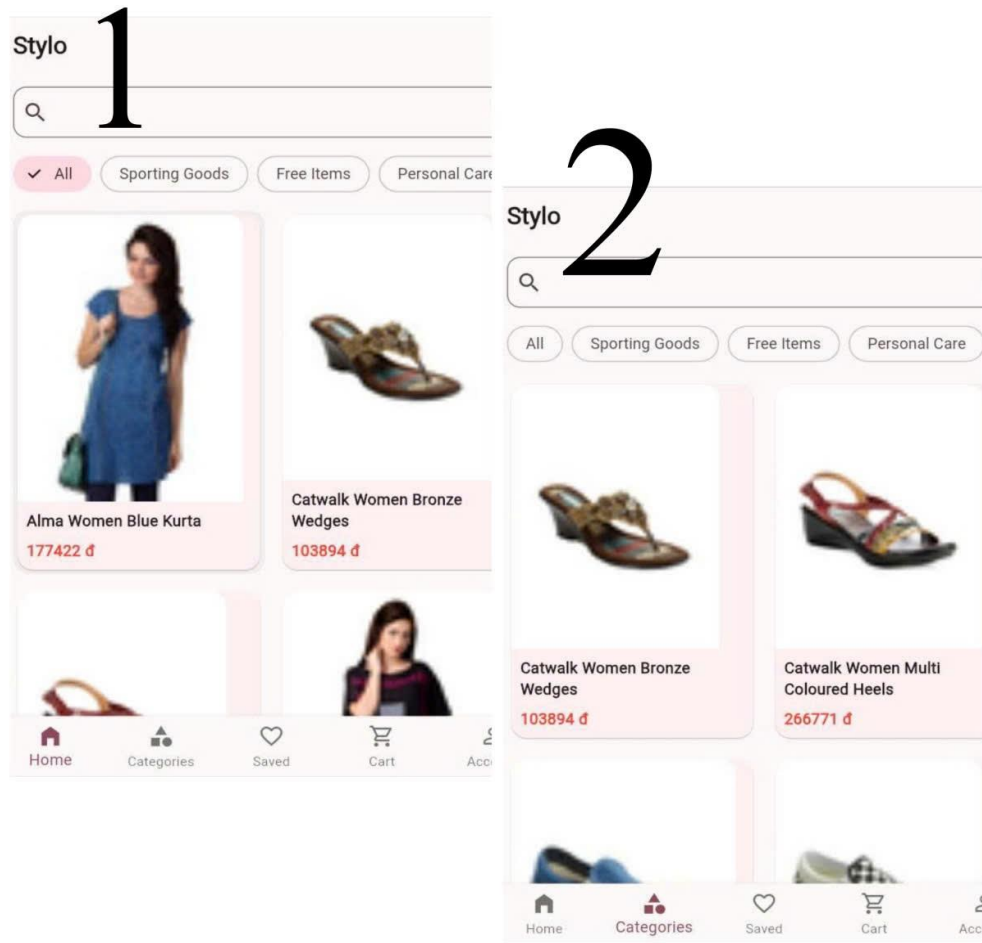 1
Stylo
All
Sporting Goods
Free Items
Personal Care
Alma Women Blue Kurta
177422 đ
Catwalk Women Bronze
Wedges
103894 đ
Home
Categories
Saved
Cart
Acc
2
Stylo
All
Sporting Goods
Free Items
Personal Care
Catwalk Women Bronze
Wedges
103894 đ
Catwalk Women Multi
Coloured Heels
266771 đ
Home
Categories
Saved
Cart
Acc